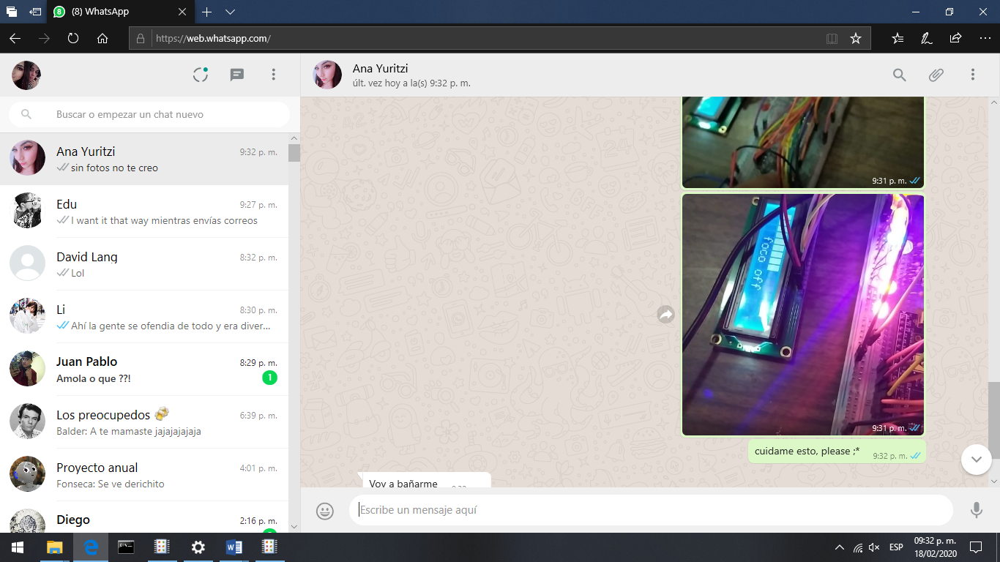 8
(8) WhatsApp
https://web.whatsapp.com/
Buscar o empezar un chat nuevo
Ana Yuritzi
9:32 p. m.
sin fotos no te creo
Edu
9:27 p. m.
I want it that way mientras envías correos
David Lang
8:32 p. m.
Lol
Li
8:30 p. m.
Ahí la gente se ofendia de todo y era diver...
Juan Pablo
8:29 p. m.
Amola o que ??!
1
Los preocupedos 🍻
6:39 p. m.
Balder: A te mamaste jajajajajaja
Proyecto anual
4:01 p. m.
Fonseca: Se ve derichito
Diego
2:16 p. m.
Ana Yuritzi
últ. vez hoy a la(s) 9:32 p. m.
9:31 p. m.
foco off
9:31 p. m.
cuidame esto, please ;*
9:32 p. m.
Voy a bañarme
Escribe un mensaje aquí
ESP
09:32 p. m.
18/02/2020